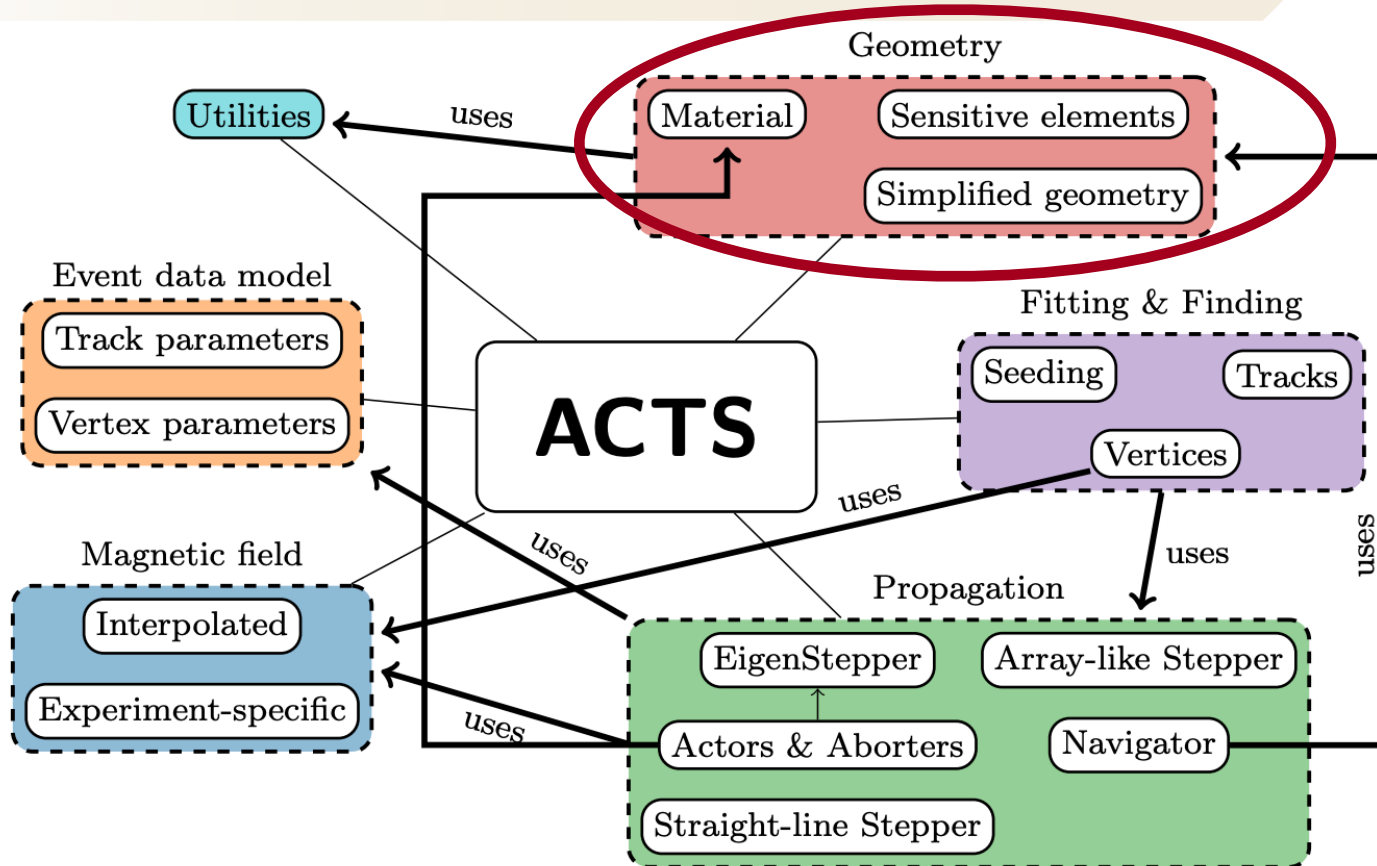 Geometry
Utilities
uses
Material
Sensitive elements
Simplified geometry
Event data model
Track parameters
Vertex parameters
ACTS
Fitting & Finding
Seeding
Tracks
Vertices
uses
uses
uses
uses
Magnetic field
Interpolated
Experiment-specific
uses
Propagation
EigenStepper
Array-like Stepper
Actors & Aborters
Navigator
Straight-line Stepper